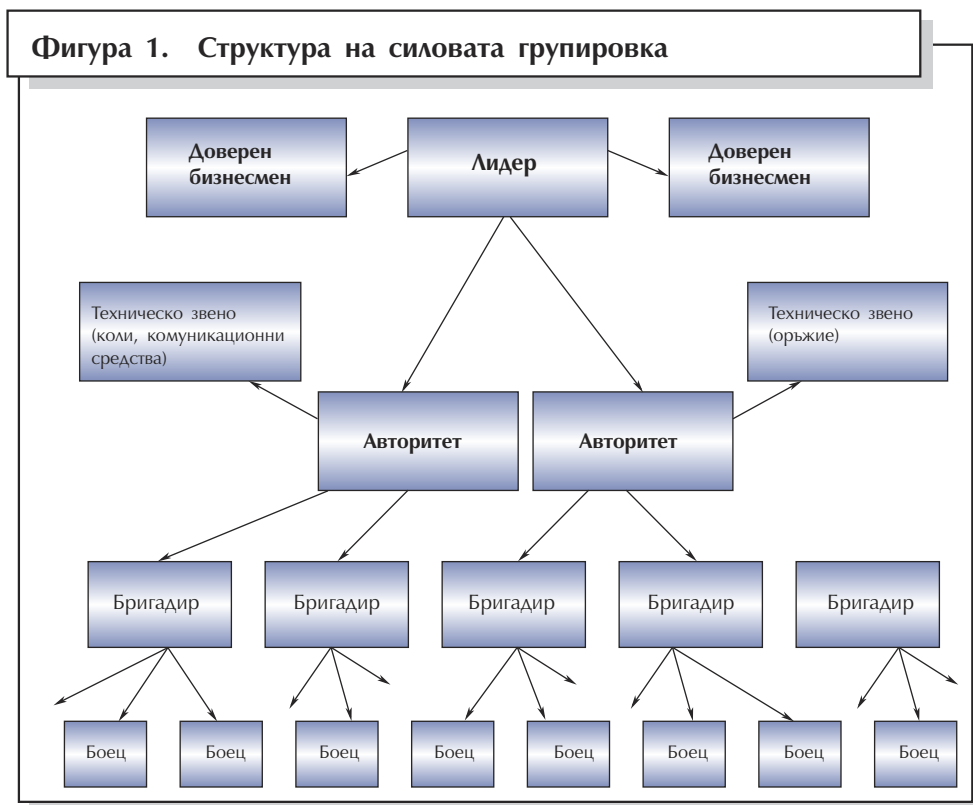 Фигура 1. Структура на силовата групировка
Доверен
бизнесмен
Лидер
Доверен
бизнесмен
Техническо звено
(коли, комуникационни
средства)
Техническо звено
(оръжие)
Авторитет
Авторитет
Бригадир
Бригадир
Бригадир
Бригадир
Бригадир
Боец
Боец
Боец
Боец
Боец
Боец
Боец
Боец